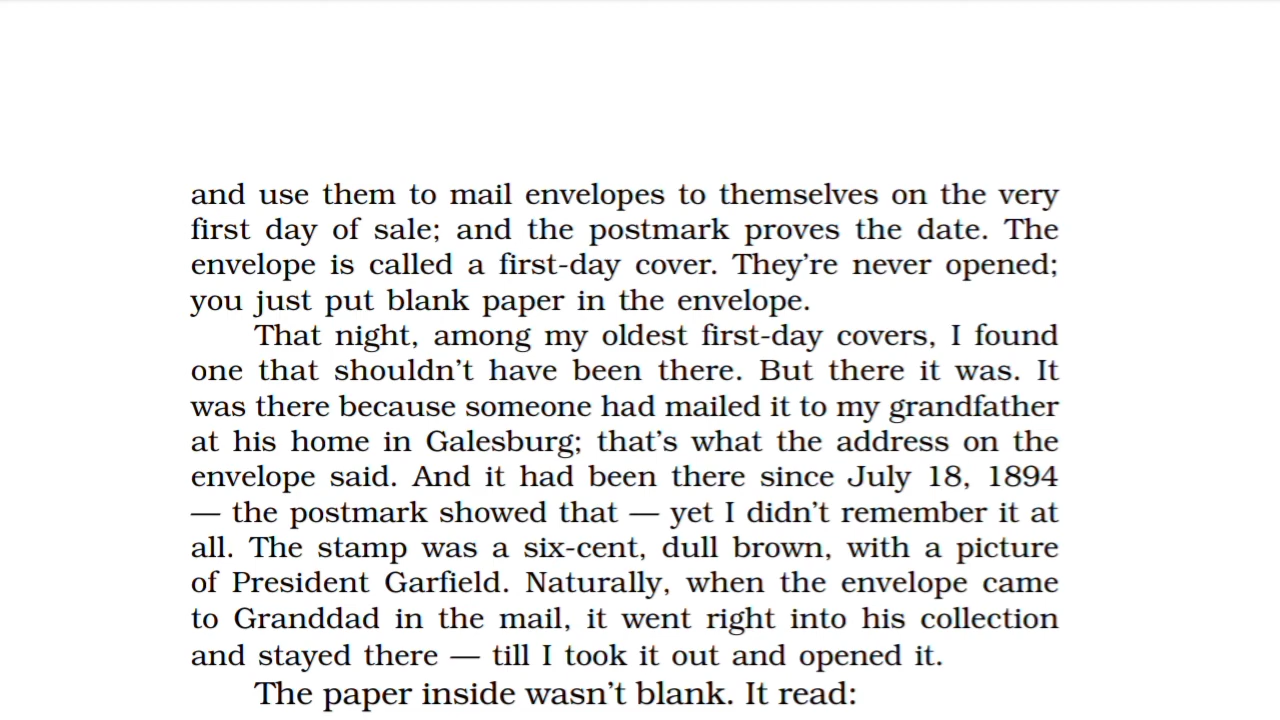 and use them to mail envelopes to themselves on the very
first day of sale; and the postmark proves the date. The
envelope is called a first-day cover. They’re never opened;
you just put blank paper in the envelope.
That night, among my oldest first-day covers, I found
one that shouldn’t have been there. But there it was. It
was there because someone had mailed it to my grandfather
at his home in Galesburg; that’s what the address on the
envelope said. And it had been there since July 18, 1894
— the postmark showed that — yet I didn’t remember it at
all. The stamp was a six-cent, dull brown, with a picture
of President Garfield. Naturally, when the envelope came
to Granddad in the mail, it went right into his collection
and stayed there — till I took it out and opened it.
The paper inside wasn’t blank. It read: